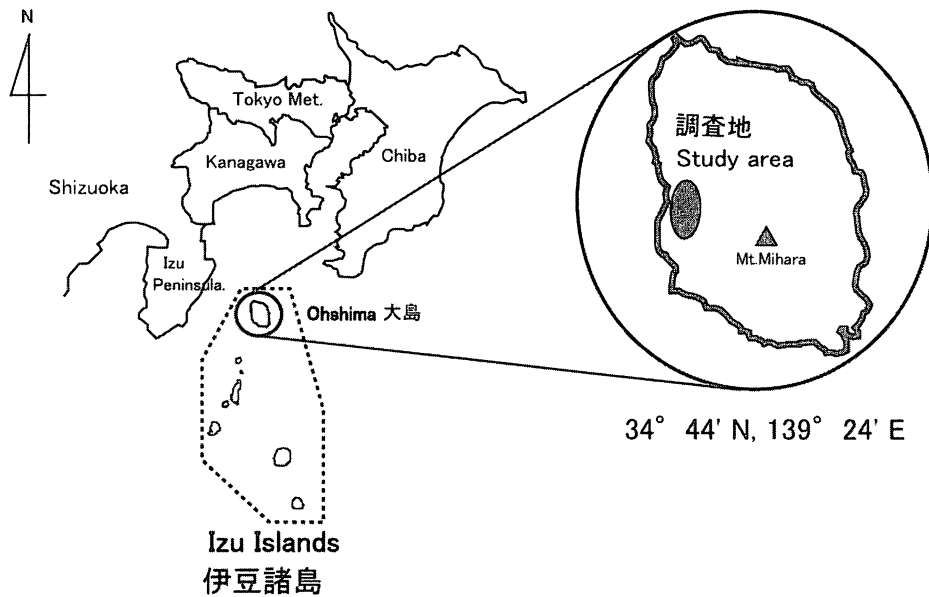 N
Tokyo Met.
Kanagawa
Chiba
Shizuoka
Izu
Peninsula.
Ohshima 大島
調査地
Study area
Mt.Mihara
34° 44' N, 139° 24' E
Izu Islands
伊豆諸島